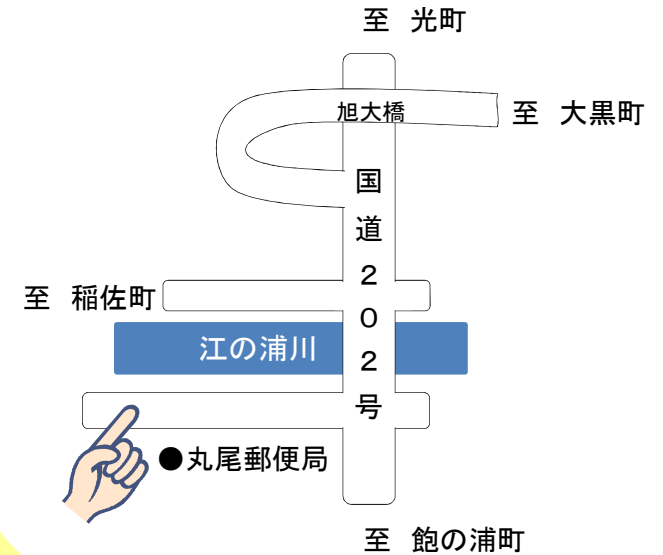 至 光町
旭大橋
至 大黒町
国道202号
至 稲佐町
江の浦川
●丸尾郵便局
至 飽の浦町